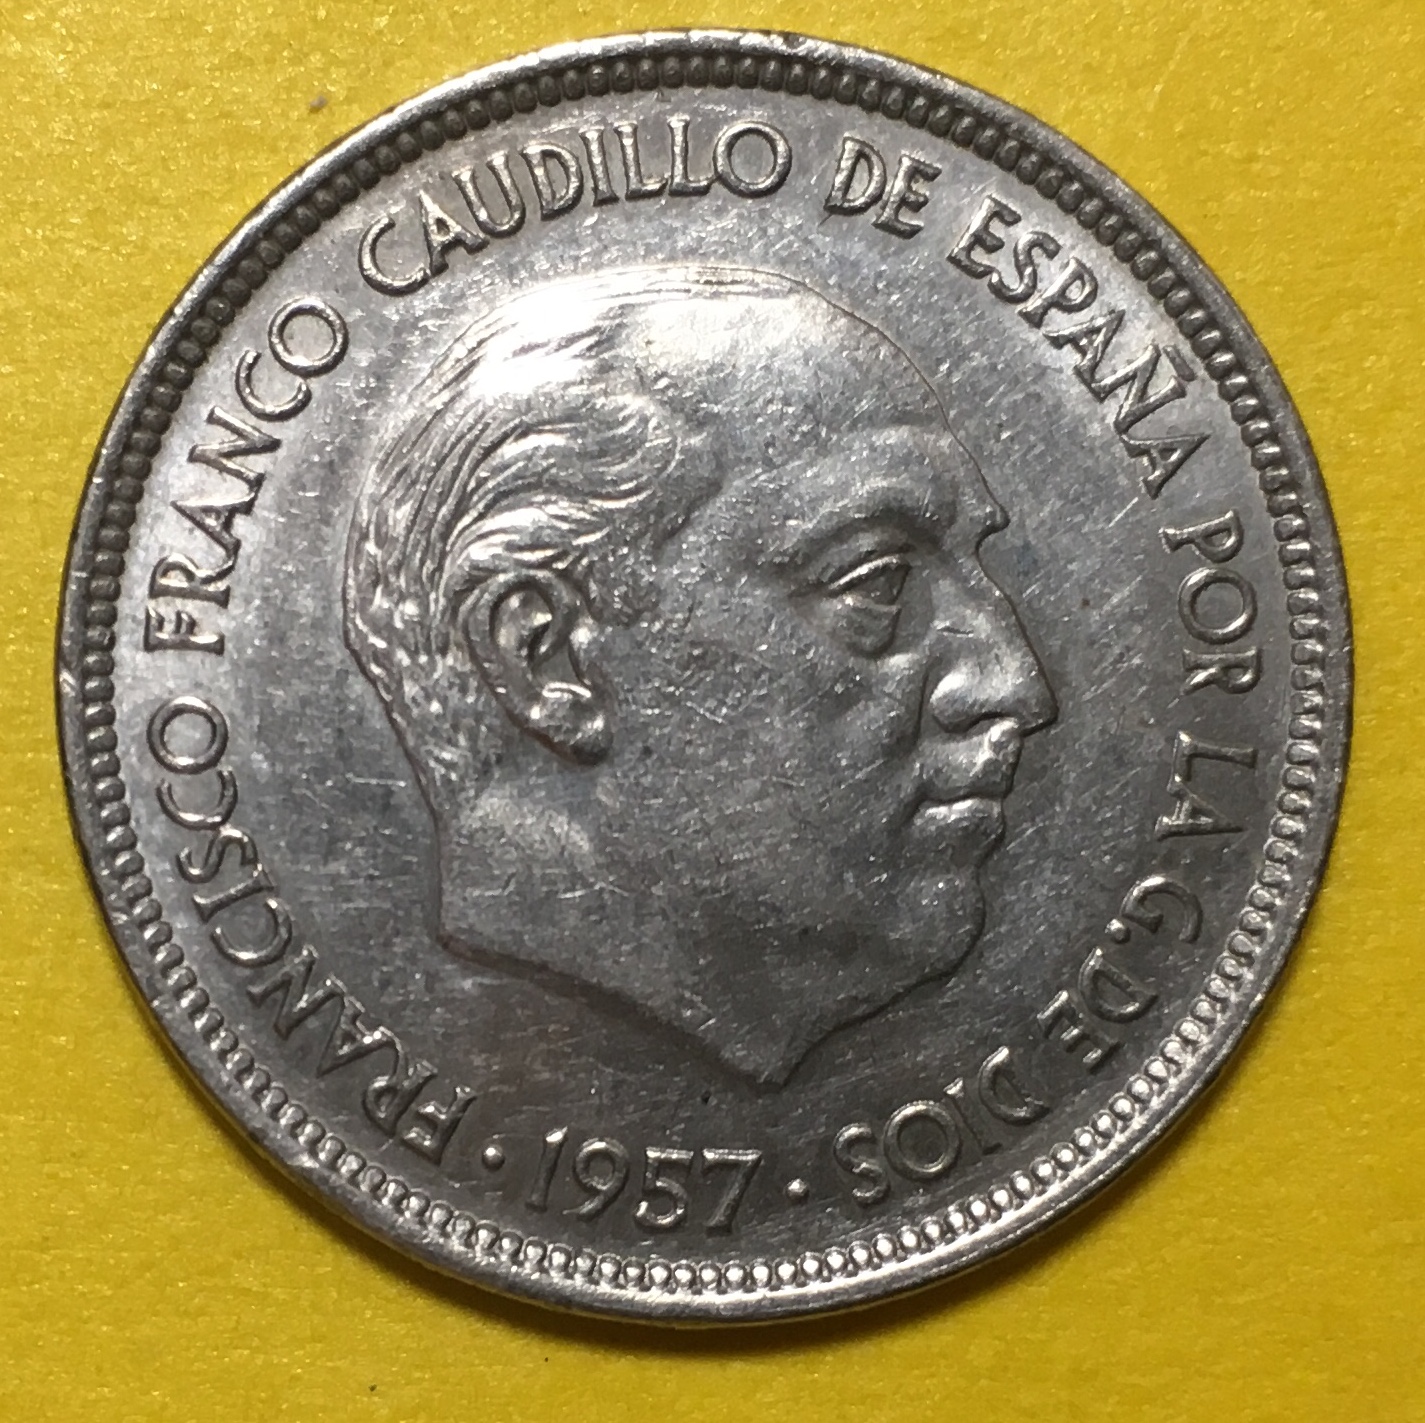 FRANCISCO FRANCO CAUDILLO DE ESPAÑA POR LA G. DE DIOS
· 1957 ·